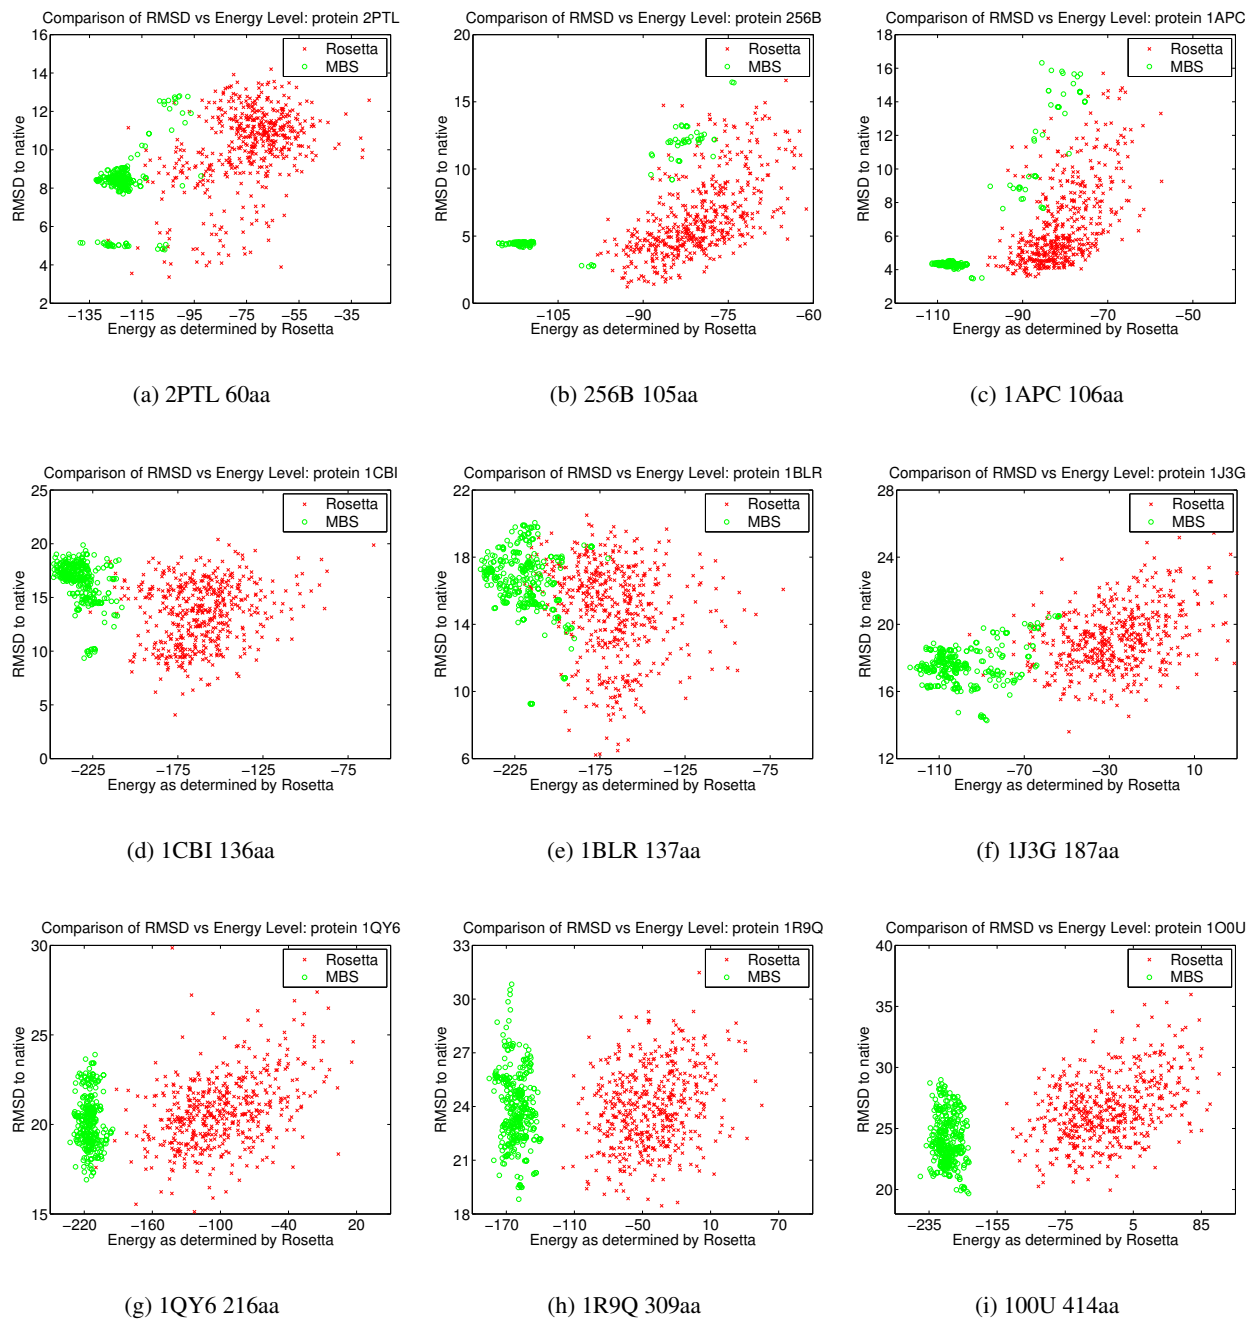 Comparison of RMSD vs Energy Level: protein 2PTL
16
14
12
10
8
6
4
2
RMSD to native
Rosetta
MBS
−135 −115 −95 −75 −55 −35
Energy as determined by Rosetta
(a) 2PTL 60aa
Comparison of RMSD vs Energy Level: protein 256B
20
15
10
5
0
RMSD to native
Rosetta
MBS
−105 −90 −75 −60
Energy as determined by Rosetta
(b) 256B 105aa
Comparison of RMSD vs Energy Level: protein 1APC
18
16
14
12
10
8
6
4
2
RMSD to native
Rosetta
MBS
−110 −90 −70 −50
Energy as determined by Rosetta
(c) 1APC 106aa
Comparison of RMSD vs Energy Level: protein 1CBI
25
20
15
10
5
0
RMSD to native
Rosetta
MBS
−225 −175 −125 −75
Energy as determined by Rosetta
(d) 1CBI 136aa
Comparison of RMSD vs Energy Level: protein 1BLR
22
18
14
10
6
RMSD to native
Rosetta
MBS
−225 −175 −125 −75
Energy as determined by Rosetta
(e) 1BLR 137aa
Comparison of RMSD vs Energy Level: protein 1J3G
28
24
20
16
12
RMSD to native
Rosetta
MBS
−110 −70 −30 10
Energy as determined by Rosetta
(f) 1J3G 187aa
Comparison of RMSD vs Energy Level: protein 1QY6
30
25
20
15
RMSD to native
Rosetta
MBS
−220 −160 −100 −40 20
Energy as determined by Rosetta
(g) 1QY6 216aa
Comparison of RMSD vs Energy Level: protein 1R9Q
33
30
27
24
21
18
RMSD to native
Rosetta
MBS
−170 −110 −50 10 70
Energy as determined by Rosetta
(h) 1R9Q 309aa
Comparison of RMSD vs Energy Level: protein 1O0U
40
35
30
25
20
RMSD to native
Rosetta
MBS
−235 −155 −75 5 85
Energy as determined by Rosetta
(i) 100U 414aa